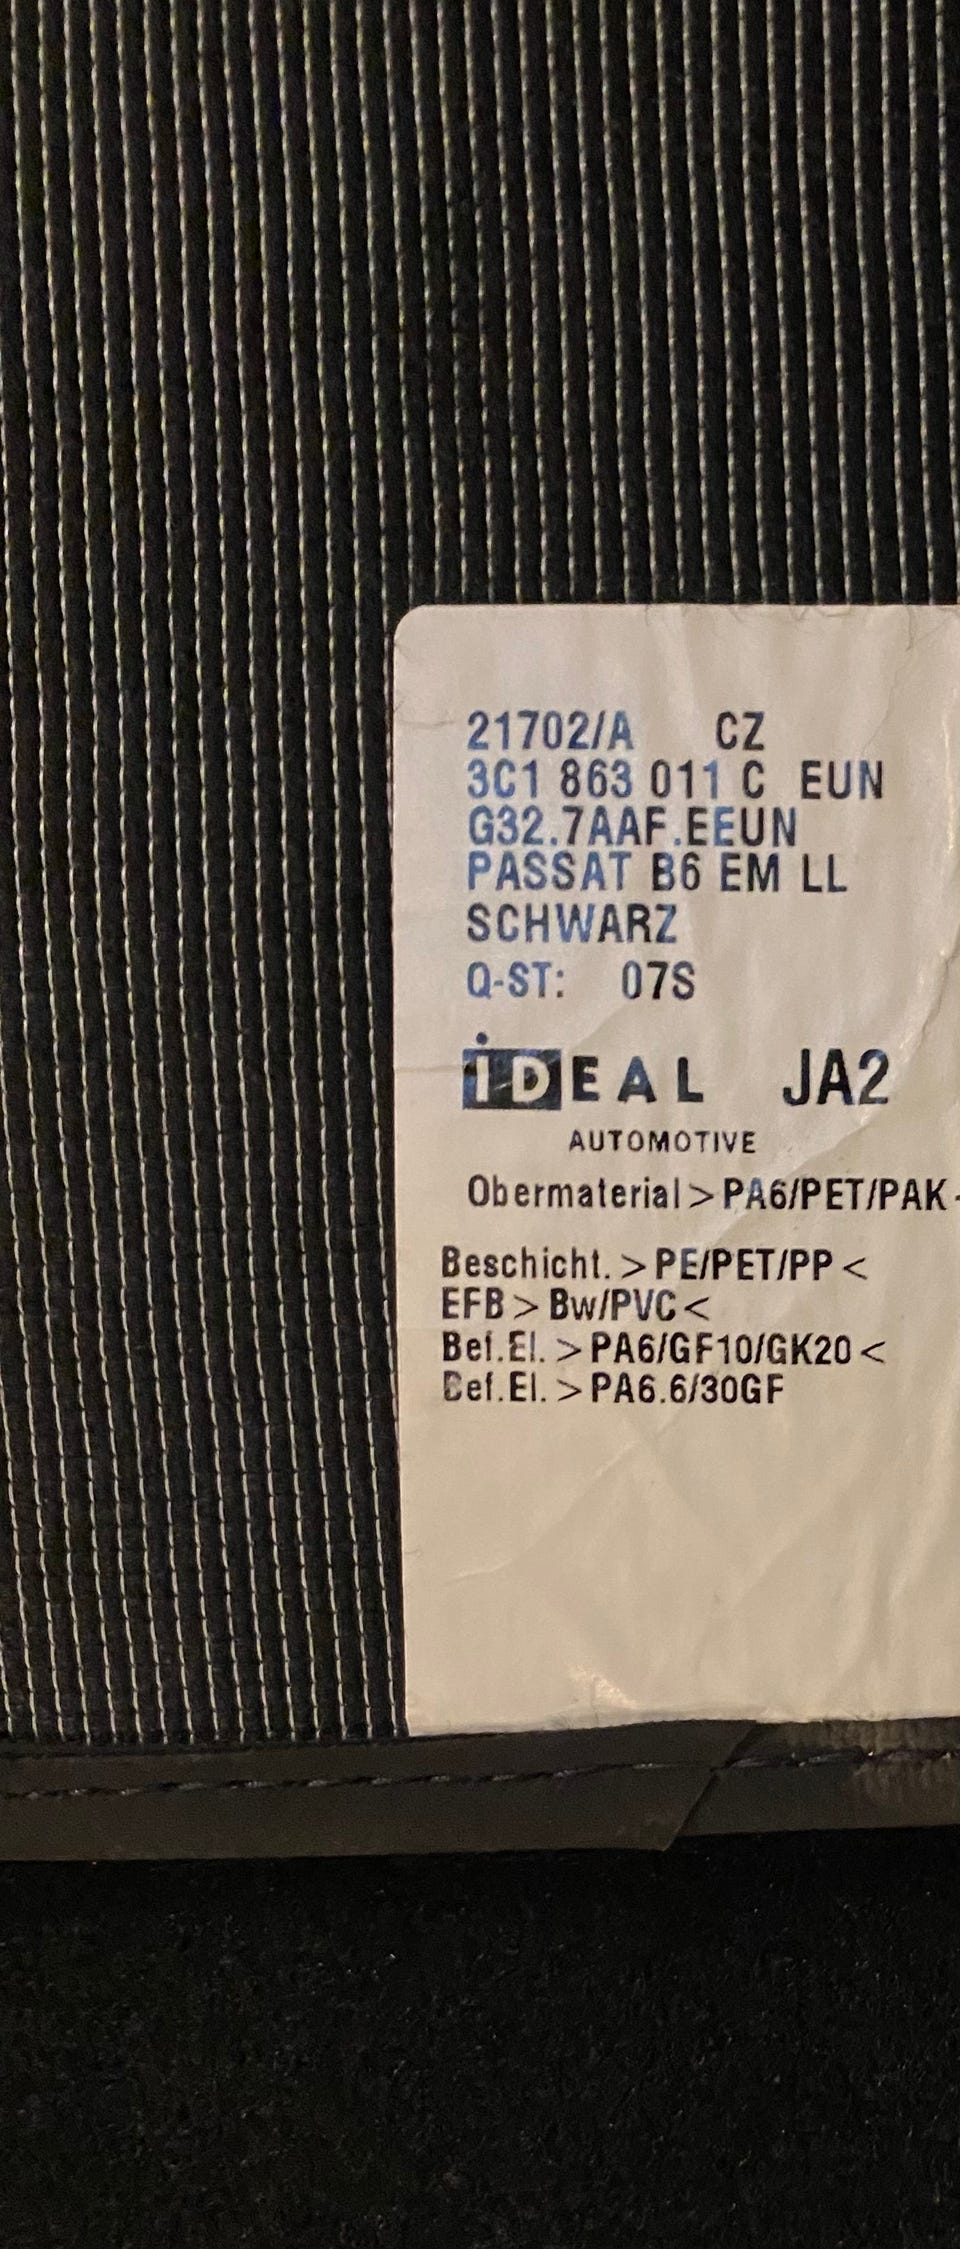 21702/A CZ
3C1 863 011 C EUN
G32.7AAF.EEUN
PASSAT B6 EM LL
SCHWARZ
Q-ST: 07S
iDEAL JA2
AUTOMOTIVE
Obermaterial > PA6/PET/PAK
Beschicht. > PE/PET/PP <
EFB > Bw/PVC <
Bef.El. > PA6/GF10/GK20 <
Bef.El. > PA6.6/30GF